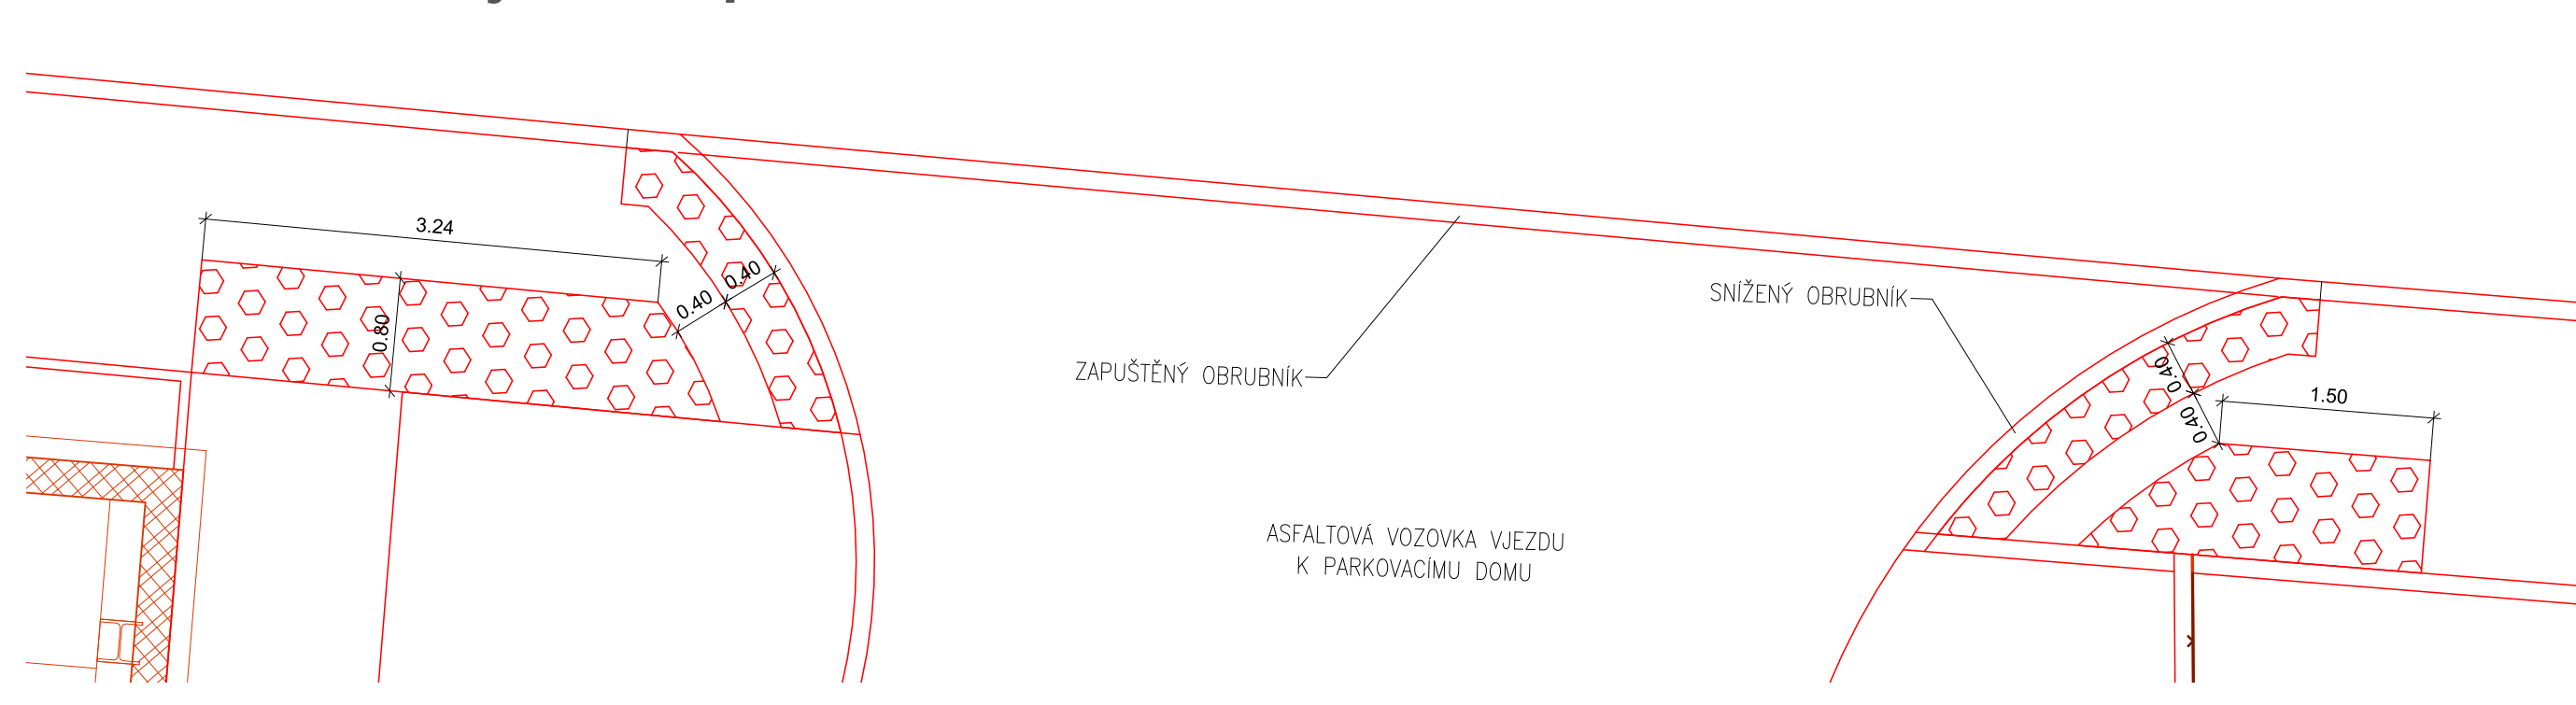 3.24
0.40
0.40
0.80
ZAPUŠTĚNÝ OBRUBNÍK
SNÍŽENÝ OBRUBNÍK
0.40
0.40
1.50
ASFALTOVÁ VOZOVKA VJEZDU
K PARKOVACÍMU DOMU